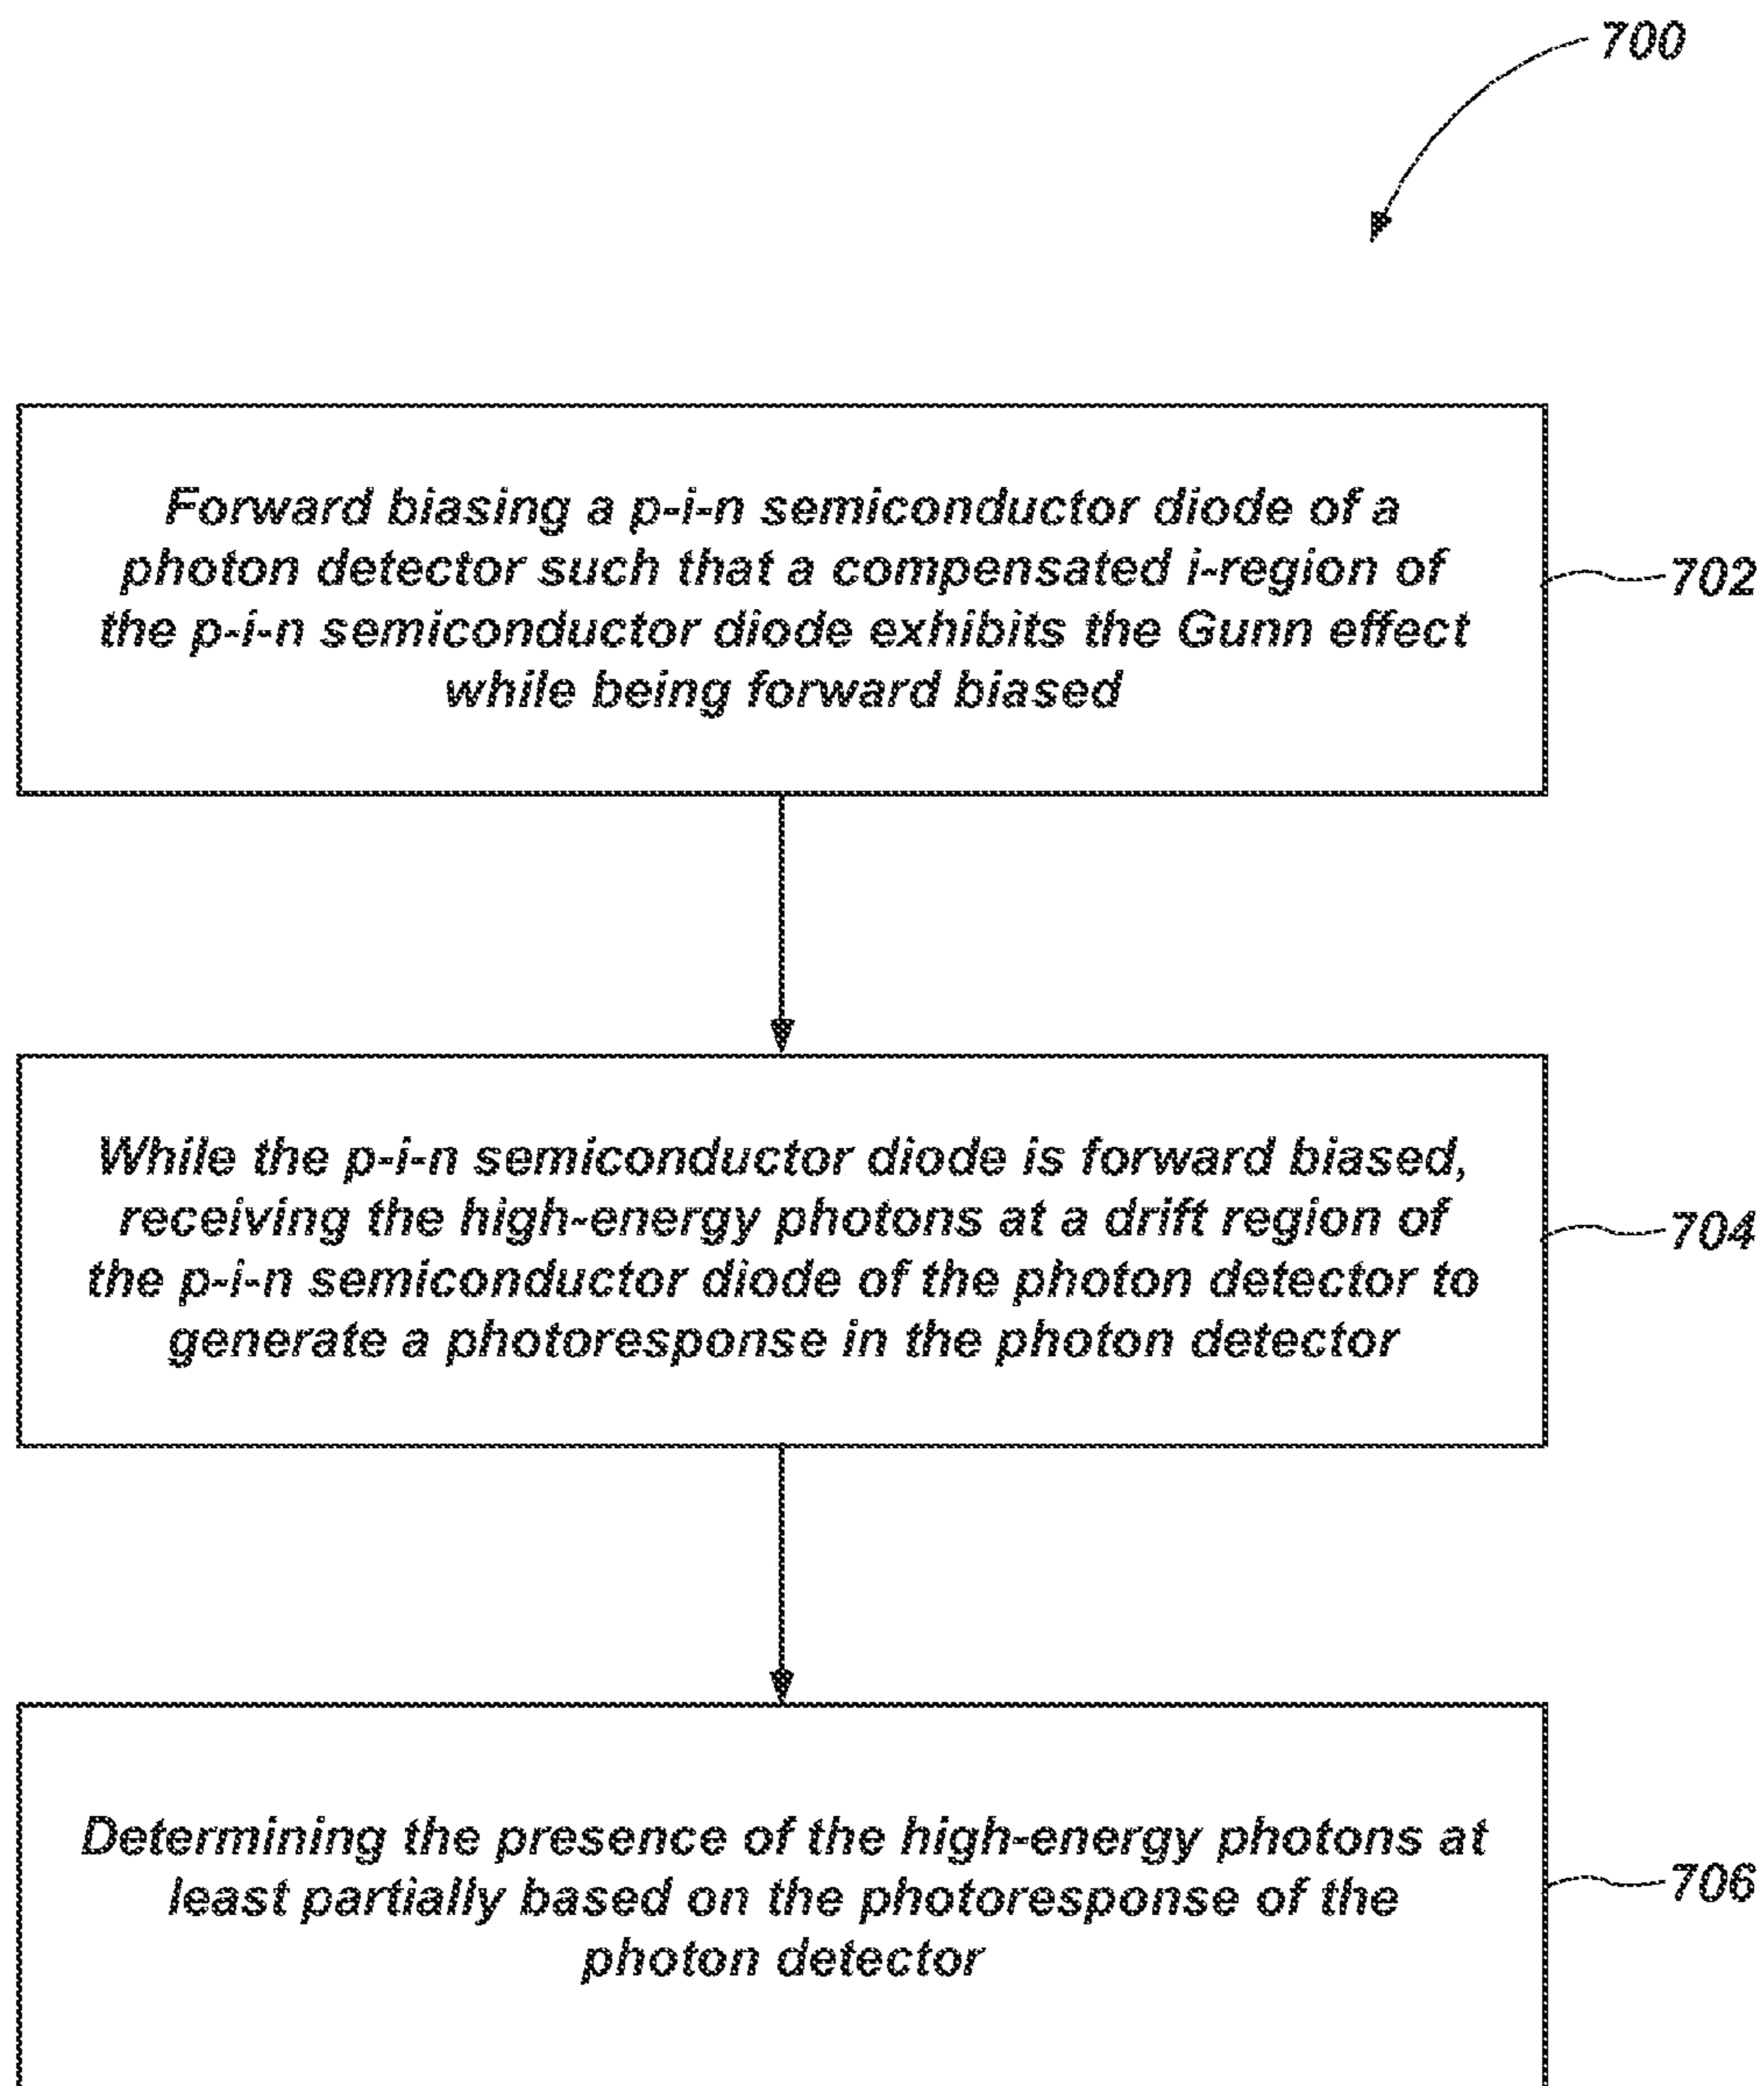 700
Forward biasing a p-i-n semiconductor diode of a
photon detector such that a compensated i-region of
the p-i-n semiconductor diode exhibits the Gunn effect
while being forward biased
702
While the p-i-n semiconductor diode is forward biased,
receiving the high-energy photons at a drift region of
the p-i-n semiconductor diode of the photon detector to
generate a photoresponse in the photon detector
704
Determining the presence of the high-energy photons at
least partially based on the photoresponse of the
photon detector
706